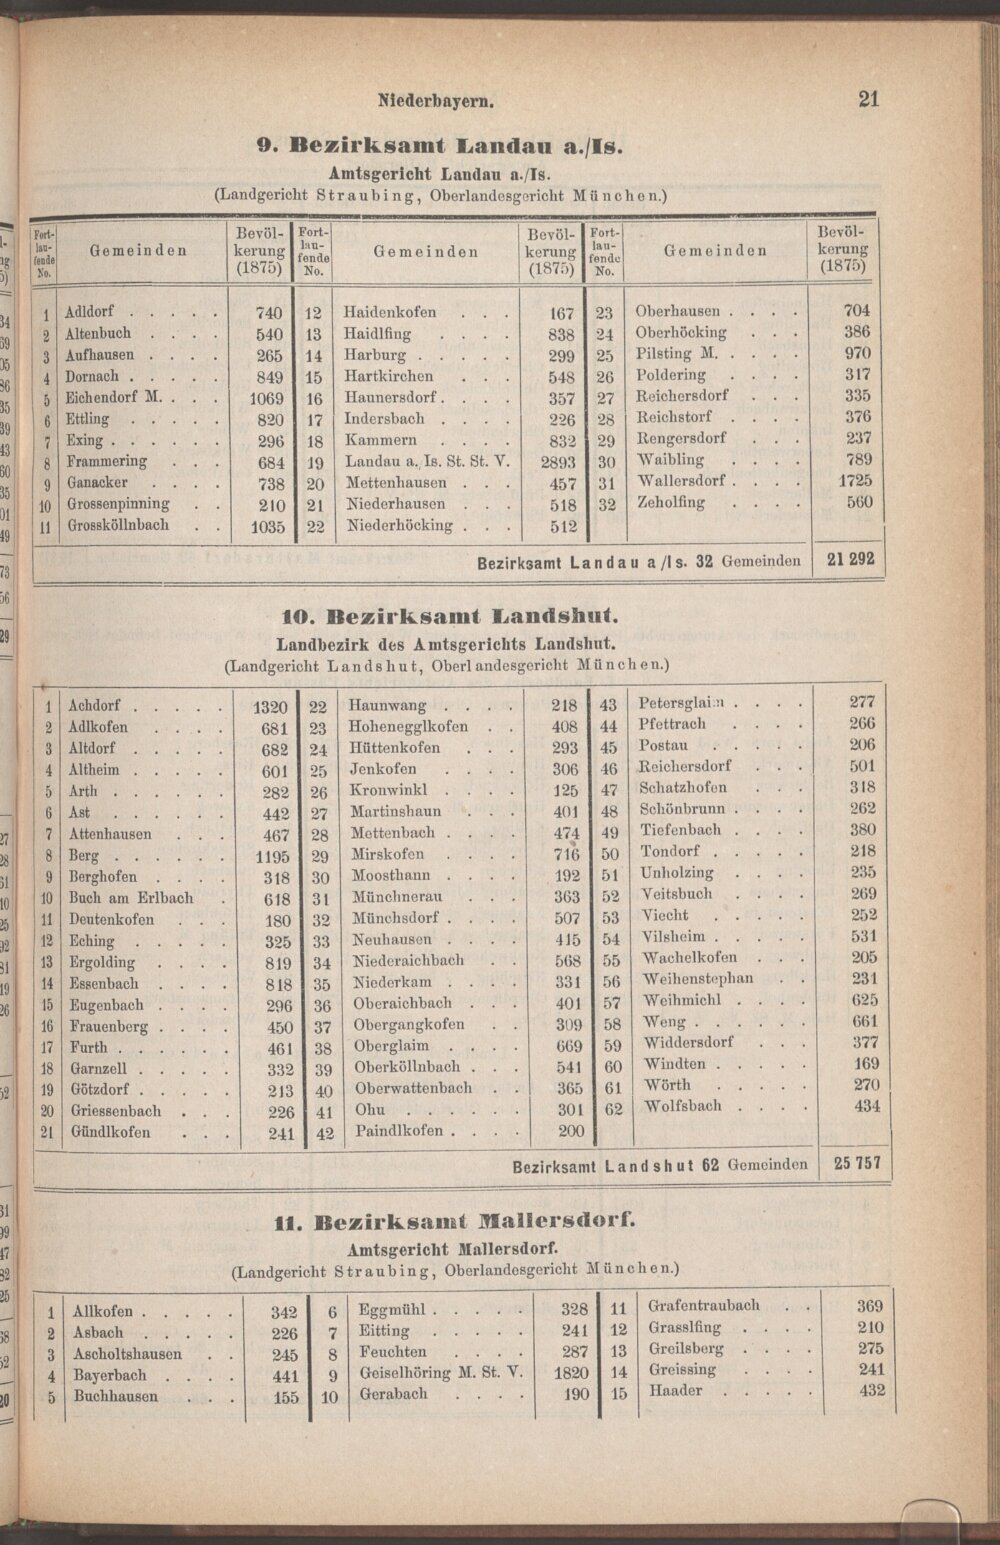 Niederbayern. 21
9. Bezirksamt Landau a./Is.
Amtsgericht Landau a./Is.
(Landgericht Straubing, Oberlandesgericht München.)
Fort-laufende No. Gemeinden Bevölkerung (1875) Fort-laufende No. Gemeinden Bevölkerung (1875) Fort-laufende No. Gemeinden Bevölkerung (1875)
1 Adldorf . . . . . 740 12 Haidenkofen . . . 167 23 Oberhausen . . . . 704
2 Altenbuch . . . . 540 13 Haidlfing . . . . 838 24 Oberhöcking . . . 386
3 Aufhausen . . . . 265 14 Harburg . . . . . 299 25 Pilsting M. . . . . 970
4 Dornach . . . . . 849 15 Hartkirchen . . . 548 26 Poldering . . . . 317
5 Eichendorf M. . . . 1069 16 Haunersdorf . . . . 357 27 Reichersdorf . . . 335
6 Ettling . . . . . 820 17 Indersbach . . . . 226 28 Reichstorf . . . . 376
7 Exing . . . . . . 296 18 Kammern . . . . 832 29 Rengersdorf . . . 237
8 Frammering . . . 684 19 Landau a. Is. St. St. V. 2893 30 Waibling . . . . 789
9 Ganacker . . . . 738 20 Mettenhausen . . . 457 31 Wallersdorf . . . . 1725
10 Grossenpinning . . 210 21 Niederhausen . . . 518 32 Zeholfing . . . . 560
11 Grossköllnbach . . 1035 22 Niederhöcking . . . 512
Bezirksamt Landau a/Is. 32 Gemeinden 21 292
10. Bezirksamt Landshut.
Landbezirk des Amtsgerichts Landshut.
(Landgericht Landshut, Oberlandesgericht München.)
1 Achdorf . . . . . 1320 22 Haunwang . . . . 218 43 Petersglaim . . . . 277
2 Adlkofen . . . . 681 23 Hohenegglkofen . . 408 44 Pfettrach . . . . 266
3 Altdorf . . . . . 682 24 Hüttenkofen . . . 293 45 Postau . . . . . 206
4 Altheim . . . . . 601 25 Jenkofen . . . . 306 46 Reichersdorf . . . 501
5 Arth . . . . . . 282 26 Kronwinkl . . . . 125 47 Schatzhofen . . . 318
6 Ast . . . . . . 442 27 Martinshaun . . . 401 48 Schönbrunn . . . . 262
7 Attenhausen . . . 467 28 Mettenbach . . . . 474 49 Tiefenbach . . . . 380
8 Berg . . . . . . 1195 29 Mirskofen . . . . 716 50 Tondorf . . . . . 218
9 Berghofen . . . . 318 30 Moosthann . . . . 192 51 Unholzing . . . . 235
10 Buch am Erlbach . 618 31 Münchnerau . . . 363 52 Veitsbuch . . . . 269
11 Deutenkofen . . . 180 32 Münchsdorf . . . . 507 53 Viecht . . . . . 252
12 Eching . . . . . 325 33 Neuhausen . . . . 415 54 Vilsheim . . . . . 531
13 Ergolding . . . . 819 34 Niederaichbach . . 568 55 Wachelkofen . . . 205
14 Essenbach . . . . 818 35 Niederkam . . . . 331 56 Weihenstephan . . 231
15 Eugenbach . . . . 296 36 Oberaichbach . . . 401 57 Weihmichl . . . . 625
16 Frauenberg . . . . 450 37 Obergangkofen . . 309 58 Weng . . . . . . 661
17 Furth . . . . . . 461 38 Oberglaim . . . . 669 59 Widdersdorf . . . 377
18 Garnzell . . . . . 332 39 Oberköllnbach . . . 541 60 Windten . . . . . 169
19 Götzdorf . . . . . 213 40 Oberwattenbach . . 365 61 Wörth . . . . . 270
20 Griessenbach . . . 226 41 Ohu . . . . . . 301 62 Wolfsbach . . . . 434
21 Gündlkofen . . . 241 42 Paindlkofen . . . . 200
Bezirksamt Landshut 62 Gemeinden 25 757
11. Bezirksamt Mallersdorf.
Amtsgericht Mallersdorf.
(Landgericht Straubing, Oberlandesgericht München.)
1 Allkofen . . . . . 342 6 Eggmühl . . . . . 328 11 Grafentraubach . . 369
2 Asbach . . . . . 226 7 Eitting . . . . . 241 12 Grasslfing . . . . 210
3 Ascholtshausen . . 245 8 Feuchten . . . . 287 13 Greilsberg . . . . 275
4 Bayerbach . . . . 441 9 Geiselhöring M. St. V. 1820 14 Greissing . . . . 241
5 Buchhausen . . . 155 10 Gerabach . . . . 190 15 Haader . . . . . 432